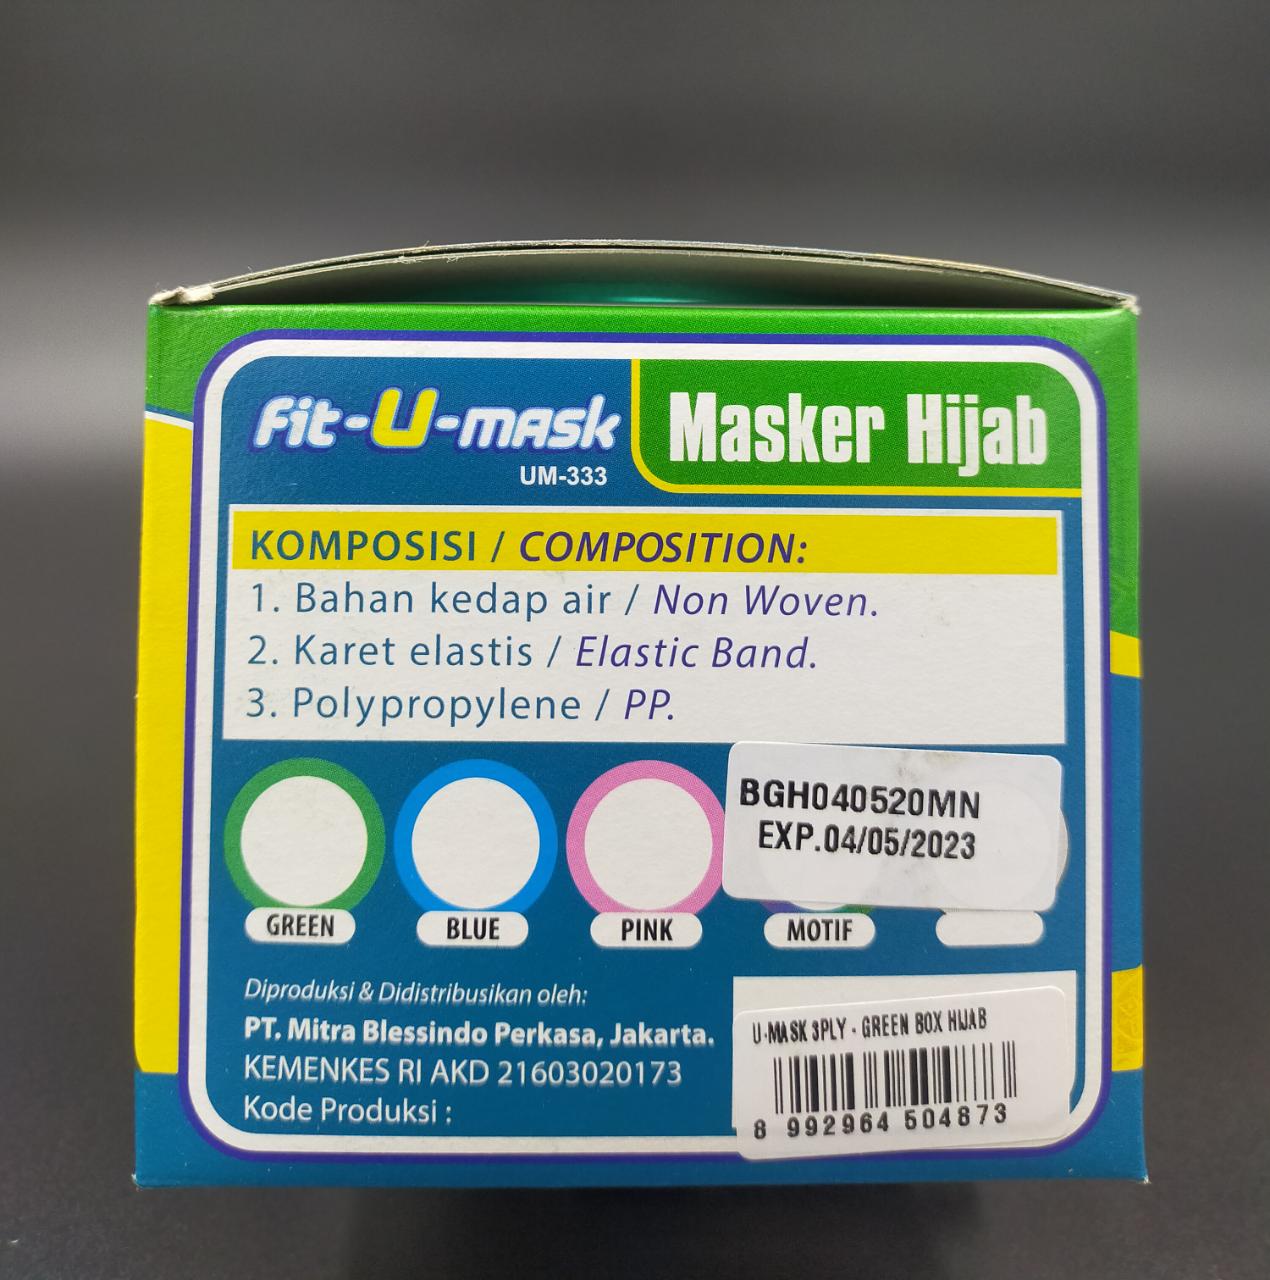 Fit-U-mask
UM-333
Masker Hijab
KOMPOSISI / COMPOSITION:
1. Bahan kedap air / Non Woven.
2. Karet elastis / Elastic Band.
3. Polypropylene / PP.
BGH040520MN
EXP.04/05/2023
GREEN
BLUE
PINK
MOTIF
Diproduksi & Didistribusikan oleh:
PT. Mitra Blessindo Perkasa, Jakarta.
KEMENKES RI AKD 21603020173
Kode Produksi :
U-MASK 3PLY - GREEN BOX HIJAB
8 992964 504873